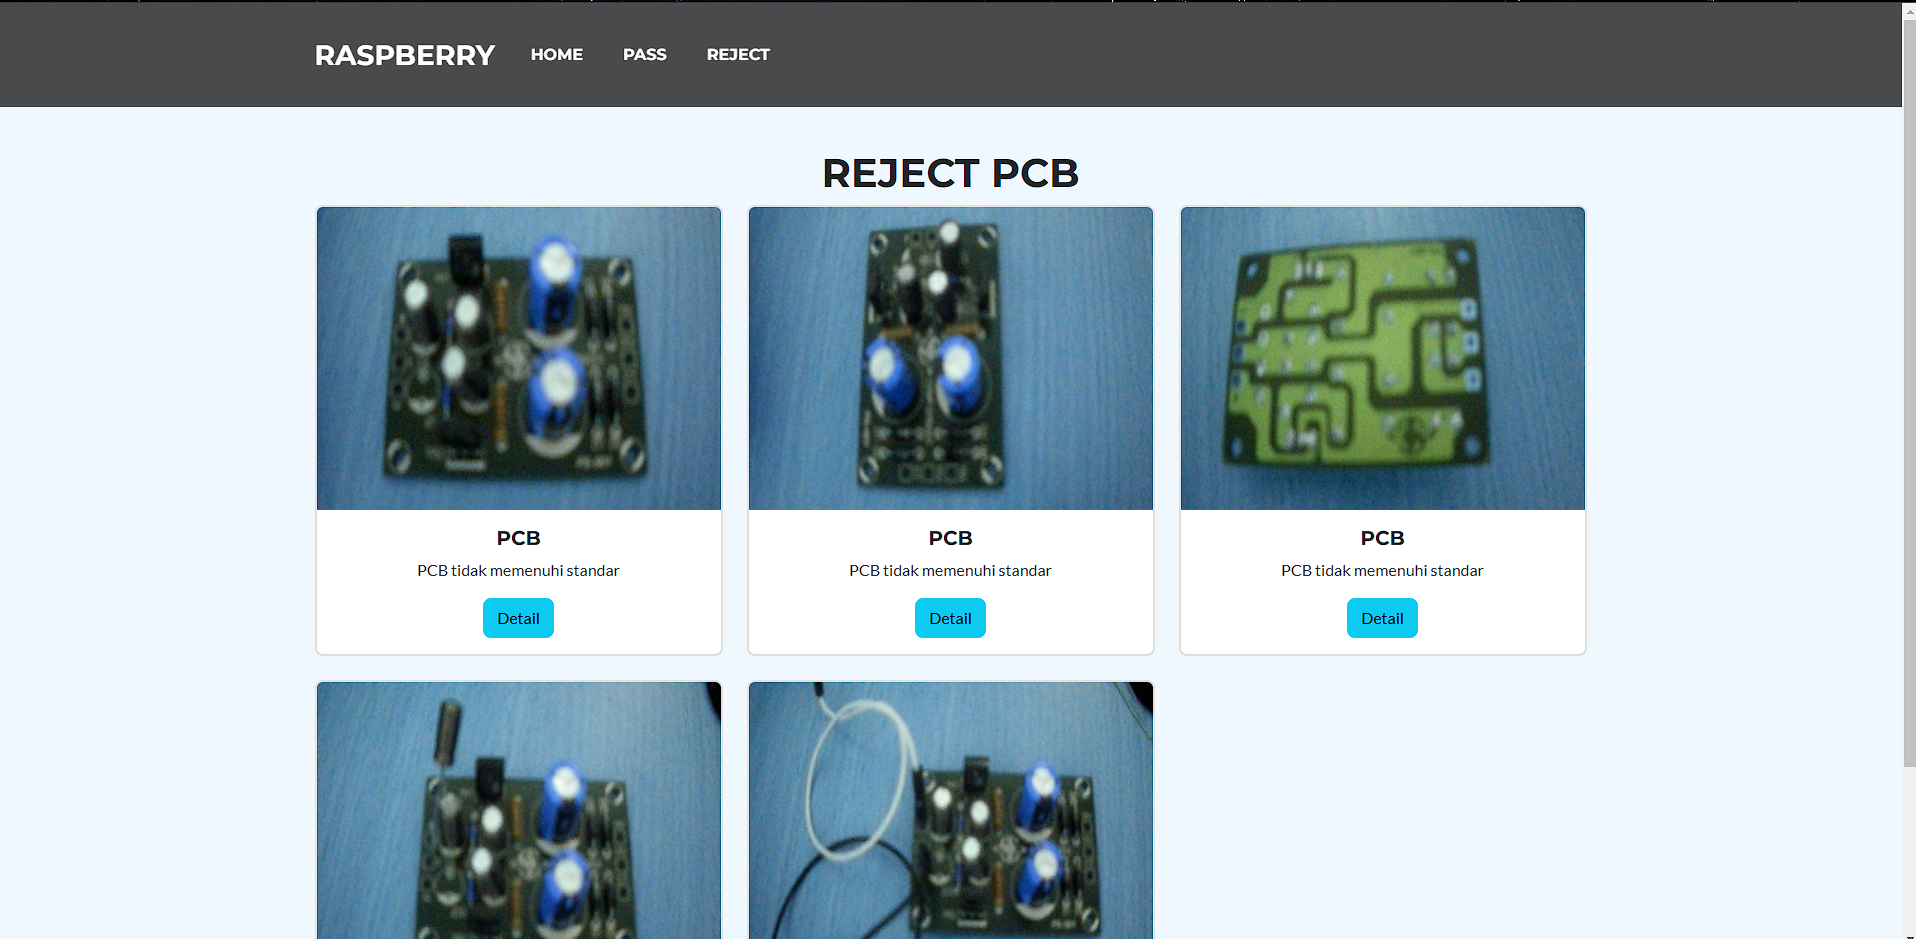 RASPBERRY HOME PASS REJECT
REJECT PCB
PCB
PCB tidak memenuhi standar
Detail
PCB
PCB tidak memenuhi standar
Detail
PCB
PCB tidak memenuhi standar
Detail